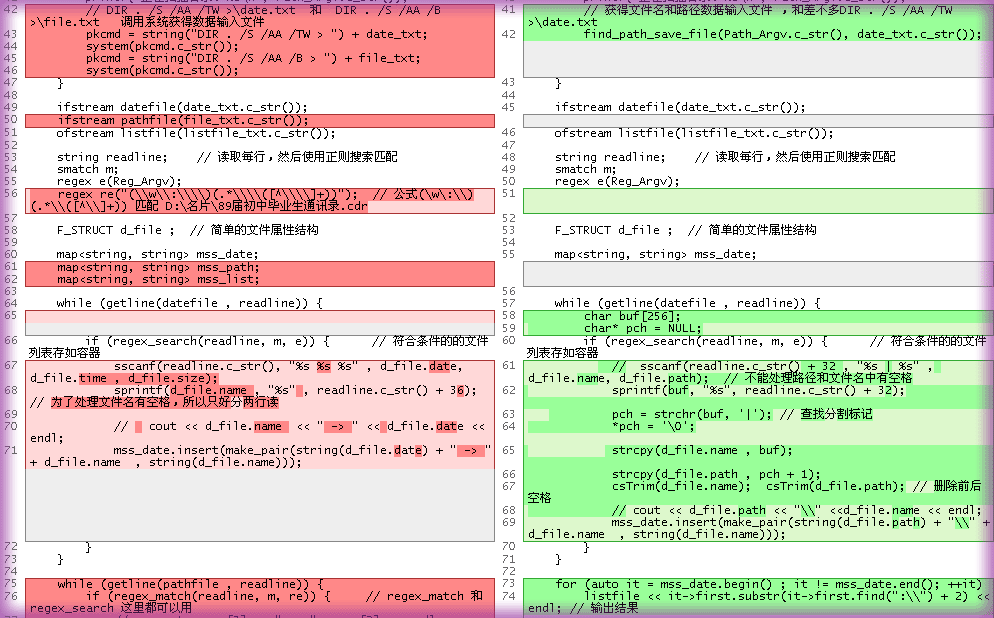 42 // DIR . /S /AA /TW >\date.txt 和 DIR . /S /AA /B
>\file.txt 调用系统获得数据输入文件
43 pkcmd = string("DIR . /S /AA /TW > ") + date_txt;
44 system(pkcmd.c_str());
45 pkcmd = string("DIR . /S /AA /B > ") + file_txt;
46 system(pkcmd.c_str());
47 }
48
49 ifstream datefile(date_txt.c_str());
50 ifstream pathfile(file_txt.c_str());
51 ofstream listfile(listfile_txt.c_str());
52
53 string readline; // 读取每行，然后使用正则搜索匹配
54 smatch m;
55 regex e(Reg_Argv);
56 regex re("(\\w\\:\\\\)(.*\\\\([^\\\\]+))"); // 公式(\w\:\\)
(.*\\([^\\]+)) 匹配 D:\名片\89届初中毕业生通讯录.cdr
57
58 F_STRUCT d_file ; // 简单的文件属性结构
59
60 map<string, string> mss_date;
61 map<string, string> mss_path;
62 map<string, string> mss_list;
63
64 while (getline(datefile , readline)) {
65
66 if (regex_search(readline, m, e)) { // 符合条件的的文件
列表存如容器
67 sscanf(readline.c_str(), "%s %s %s" , d_file.date,
d_file.time , d_file.size);
68 sprintf(d_file.name , "%s" , readline.c_str() + 36);
69 // 为了处理文件名有空格，所以只好分两行读
70 // cout << d_file.name << " -> " << d_file.date <<
endl;
71 mss_date.insert(make_pair(string(d_file.date) + " -> "
+ d_file.name , string(d_file.name)));
72 }
73 }
74
75 while (getline(pathfile , readline)) {
76 if (regex_match(readline, m, re)) { // regex_match 和
regex_search 这里都可以用
41 // 获得文件名和路径数据输入文件 ，和差不多DIR . /S /AA /TW
>\date.txt
42 find_path_save_file(Path_Argv.c_str(), date_txt.c_str());
43 }
44
45 ifstream datefile(date_txt.c_str());
46 ofstream listfile(listfile_txt.c_str());
47
48 string readline; // 读取每行，然后使用正则搜索匹配
49 smatch m;
50 regex e(Reg_Argv);
51
52
53 F_STRUCT d_file ; // 简单的文件属性结构
54
55 map<string, string> mss_date;
56
57 while (getline(datefile , readline)) {
58 char buf[256];
59 char* pch = NULL;
60 if (regex_search(readline, m, e)) { // 符合条件的的文件
列表存如容器
61 // sscanf(readline.c_str() + 32 , "%s | %s" ,
d_file.name, d_file.path); // 不能处理路径和文件名中有空格
62 sprintf(buf, "%s", readline.c_str() + 32);
63 pch = strchr(buf, '|'); // 查找分割标记
64 *pch = '\0';
65 strcpy(d_file.name , buf);
66 strcpy(d_file.path , pch + 1);
67 csTrim(d_file.name); csTrim(d_file.path); // 删除前后
空格
68 // cout << d_file.path << "\\" <<d_file.name << endl;
69 mss_date.insert(make_pair(string(d_file.path) + "\\" +
d_file.name , string(d_file.name)));
70 }
71 }
72
73 for (auto it = mss_date.begin() ; it != mss_date.end(); ++it)
74 listfile << it->first.substr(it->first.find(":\\") + 2) <<
endl; // 输出结果